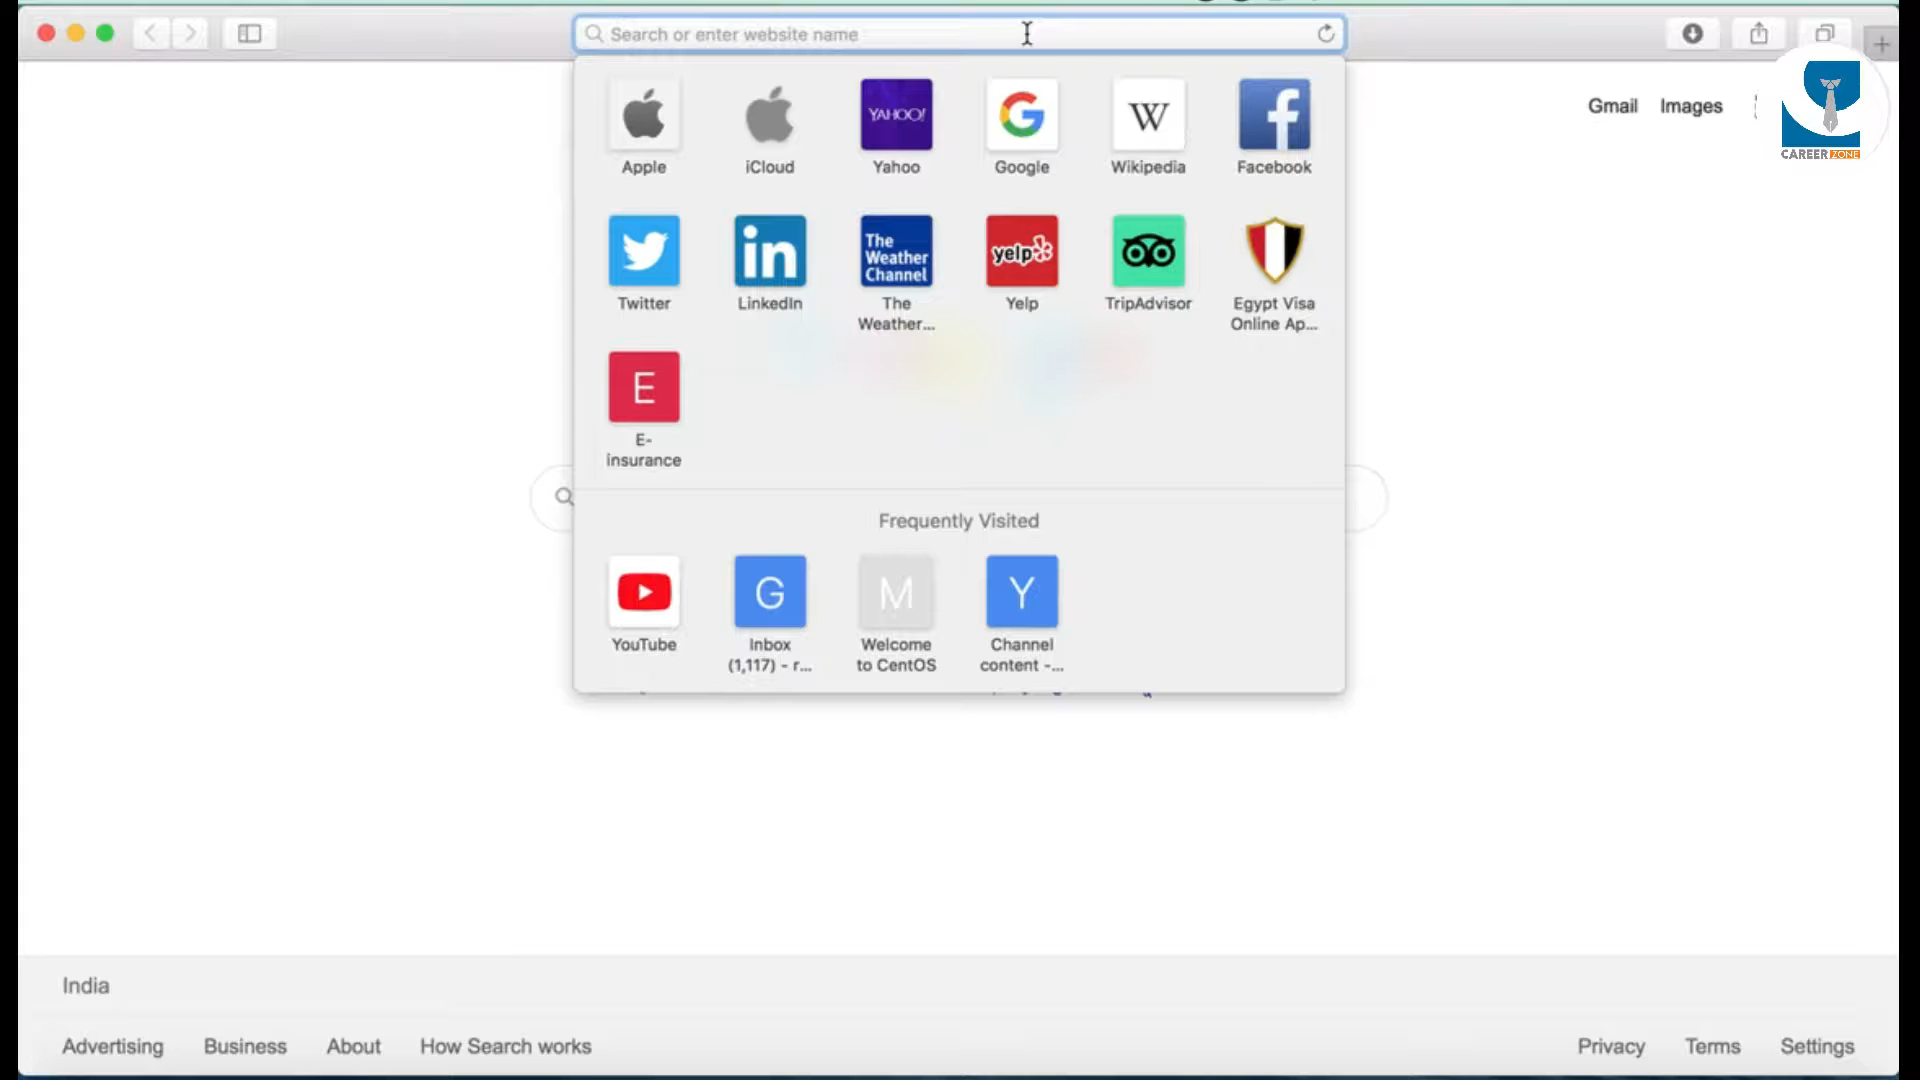 Search or enter website name
Gmail Images
CAREER ZONE
YAHOO!
W
f
Apple iCloud Yahoo Google Wikipedia Facebook
in
The
Weather
Channel
yelp
Twitter LinkedIn The Weather... Yelp TripAdvisor Egypt Visa Online Ap...
E
E-
insurance
Frequently Visited
G M Y
YouTube Inbox (1,117) - r... Welcome to CentOS Channel content -...
India
Advertising Business About How Search works Privacy Terms Settings